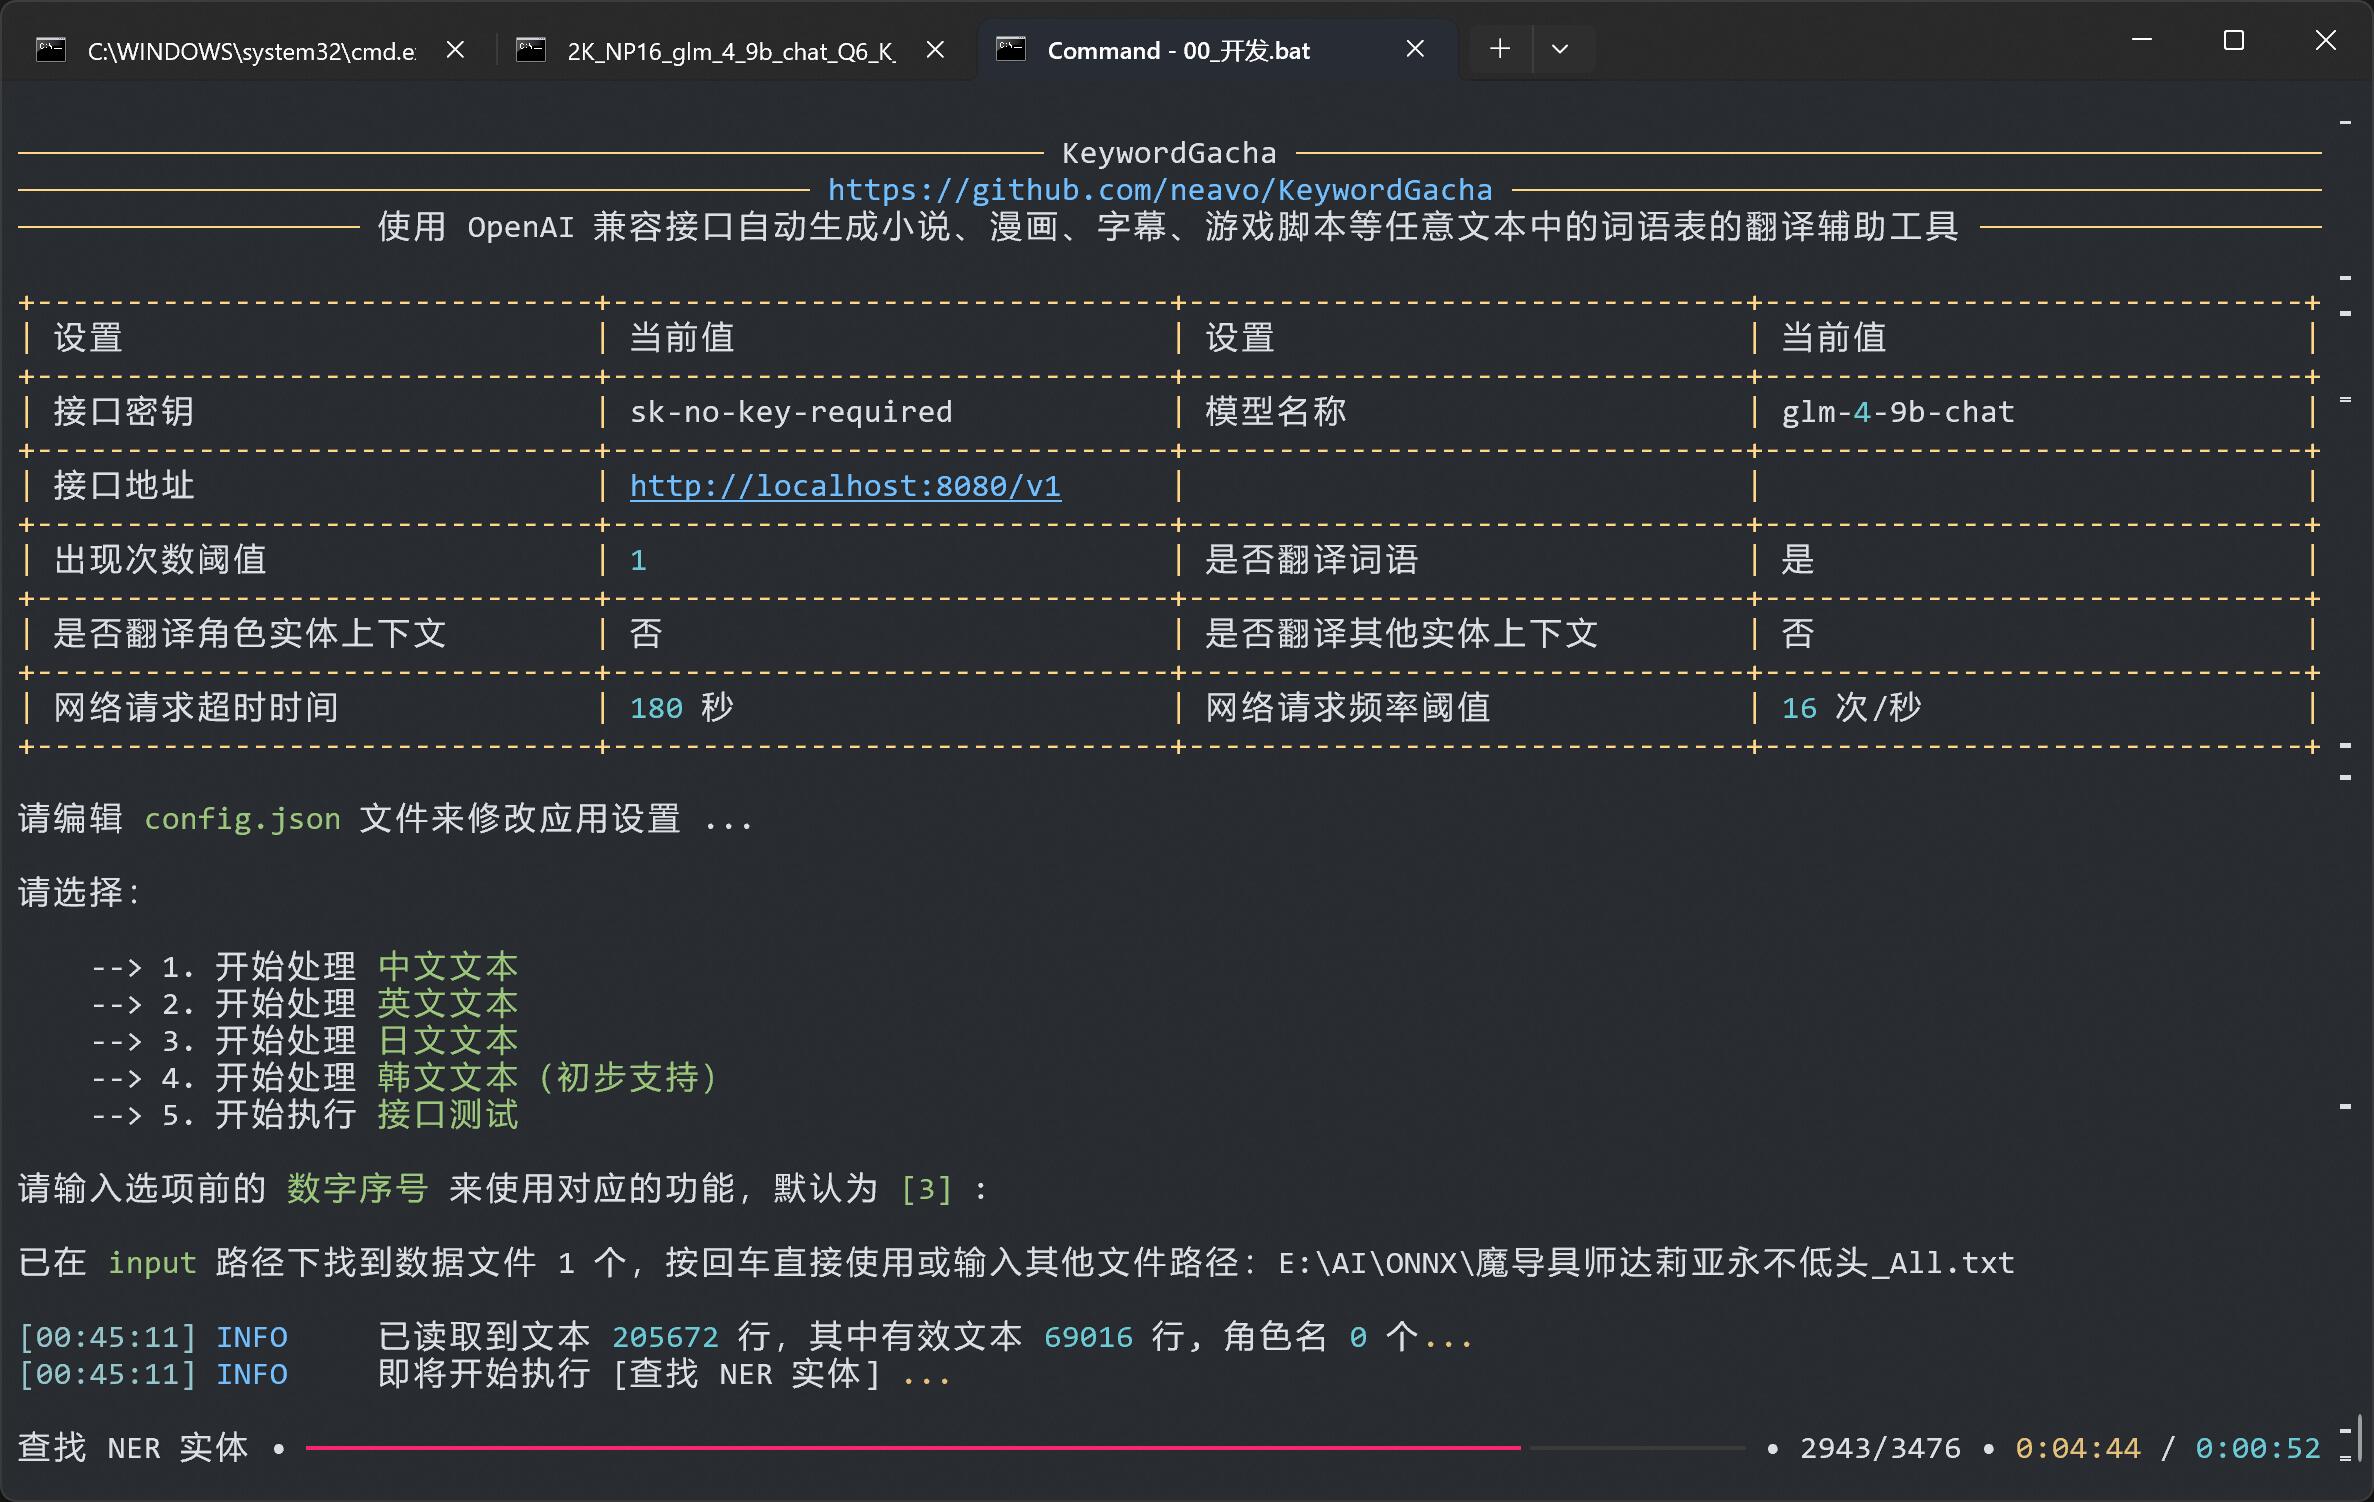 C:\WINDOWS\system32\cmd.e
2K_NP16_glm_4_9b_chat_Q6_K_
Command - 00_开发.bat
KeywordGacha
https://github.com/neavo/KeywordGacha
使用 OpenAI 兼容接口自动生成小说、漫画、字幕、游戏脚本等任意文本中的词语表的翻译辅助工具
设置 当前值 设置 当前值
接口密钥 sk-no-key-required 模型名称 glm-4-9b-chat
接口地址 http://localhost:8080/v1
出现次数阈值 1 是否翻译词语 是
是否翻译角色实体上下文 否 是否翻译其他实体上下文 否
网络请求超时时间 180 秒 网络请求频率阈值 16 次/秒
请编辑 config.json 文件来修改应用设置 ...
请选择:
--> 1. 开始处理 中文文本
--> 2. 开始处理 英文文本
--> 3. 开始处理 日文文本
--> 4. 开始处理 韩文文本（初步支持）
--> 5. 开始执行 接口测试
请输入选项前的 数字序号 来使用对应的功能，默认为 [3] :
已在 input 路径下找到数据文件 1 个，按回车直接使用或输入其他文件路径: E:\AI\ONNX\魔导具师达莉亚永不低头_All.txt
[00:45:11] INFO 已读取到文本 205672 行，其中有效文本 69016 行, 角色名 0 个...
[00:45:11] INFO 即将开始执行 [查找 NER 实体] ...
查找 NER 实体 • • 2943/3476 • 0:04:44 / 0:00:52